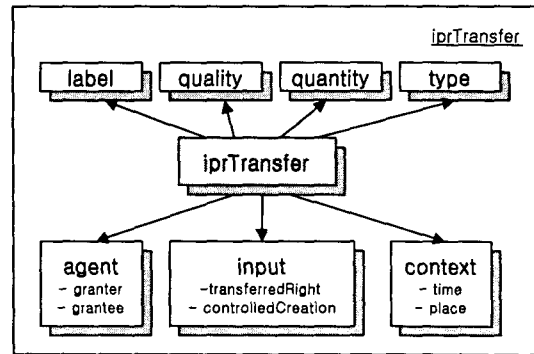 iprTransfer
label quality quantity type
iprTransfer
agent input context
– granter –transferredRight – time
– grantee – controlledCreation – place